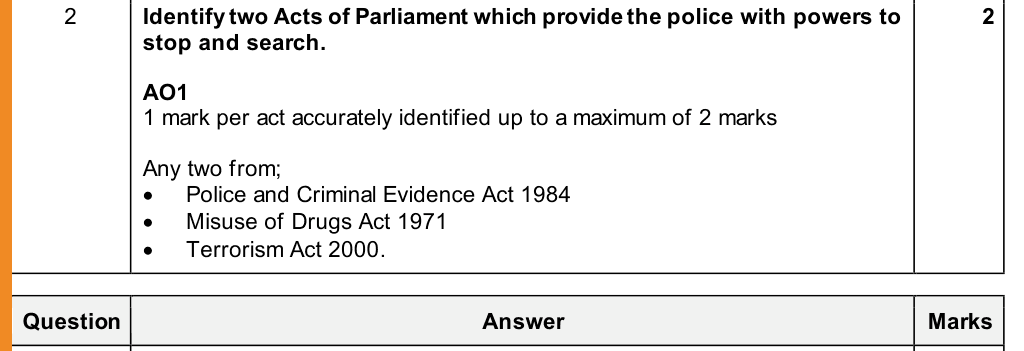 2 Identify two Acts of Parliament which provide the police with powers to 2
stop and search.
AO1
1 mark per act accurately identified up to a maximum of 2 marks
Any two from;
• Police and Criminal Evidence Act 1984
• Misuse of Drugs Act 1971
• Terrorism Act 2000.
Question Answer Marks